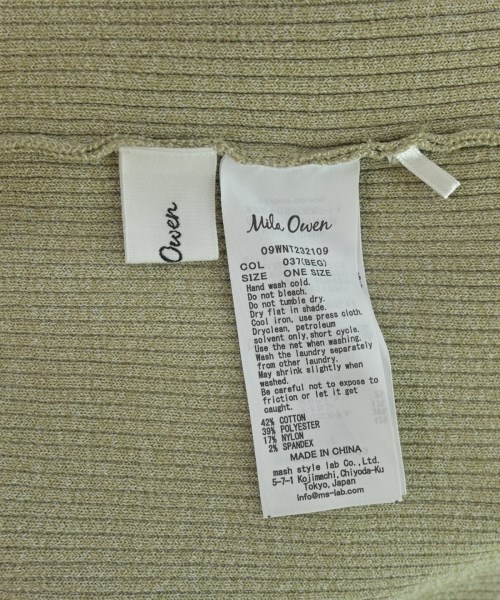 Owen
Mila Owen
09WNT232109
COL 037(BEG)
SIZE ONE SIZE
Hand wash cold.
Do not bleach.
Do not tumble dry.
Dry flat in shade.
Cool iron, use press cloth.
Dryclean, petroleum
solvent only,short cycle.
Use the net when washing.
Wash the laundry separately
from other laundry.
May shrink slightly when
washed.
Be careful not to expose to
friction or let it get
caught.
42% COTTON
39% POLYESTER
17% NYLON
2% SPANDEX
MADE IN CHINA
mash style lab Co.,Ltd.
5-7-1 Kojimachi,Chiyoda-Ku
Tokyo,Japan
info@ms-lab.com